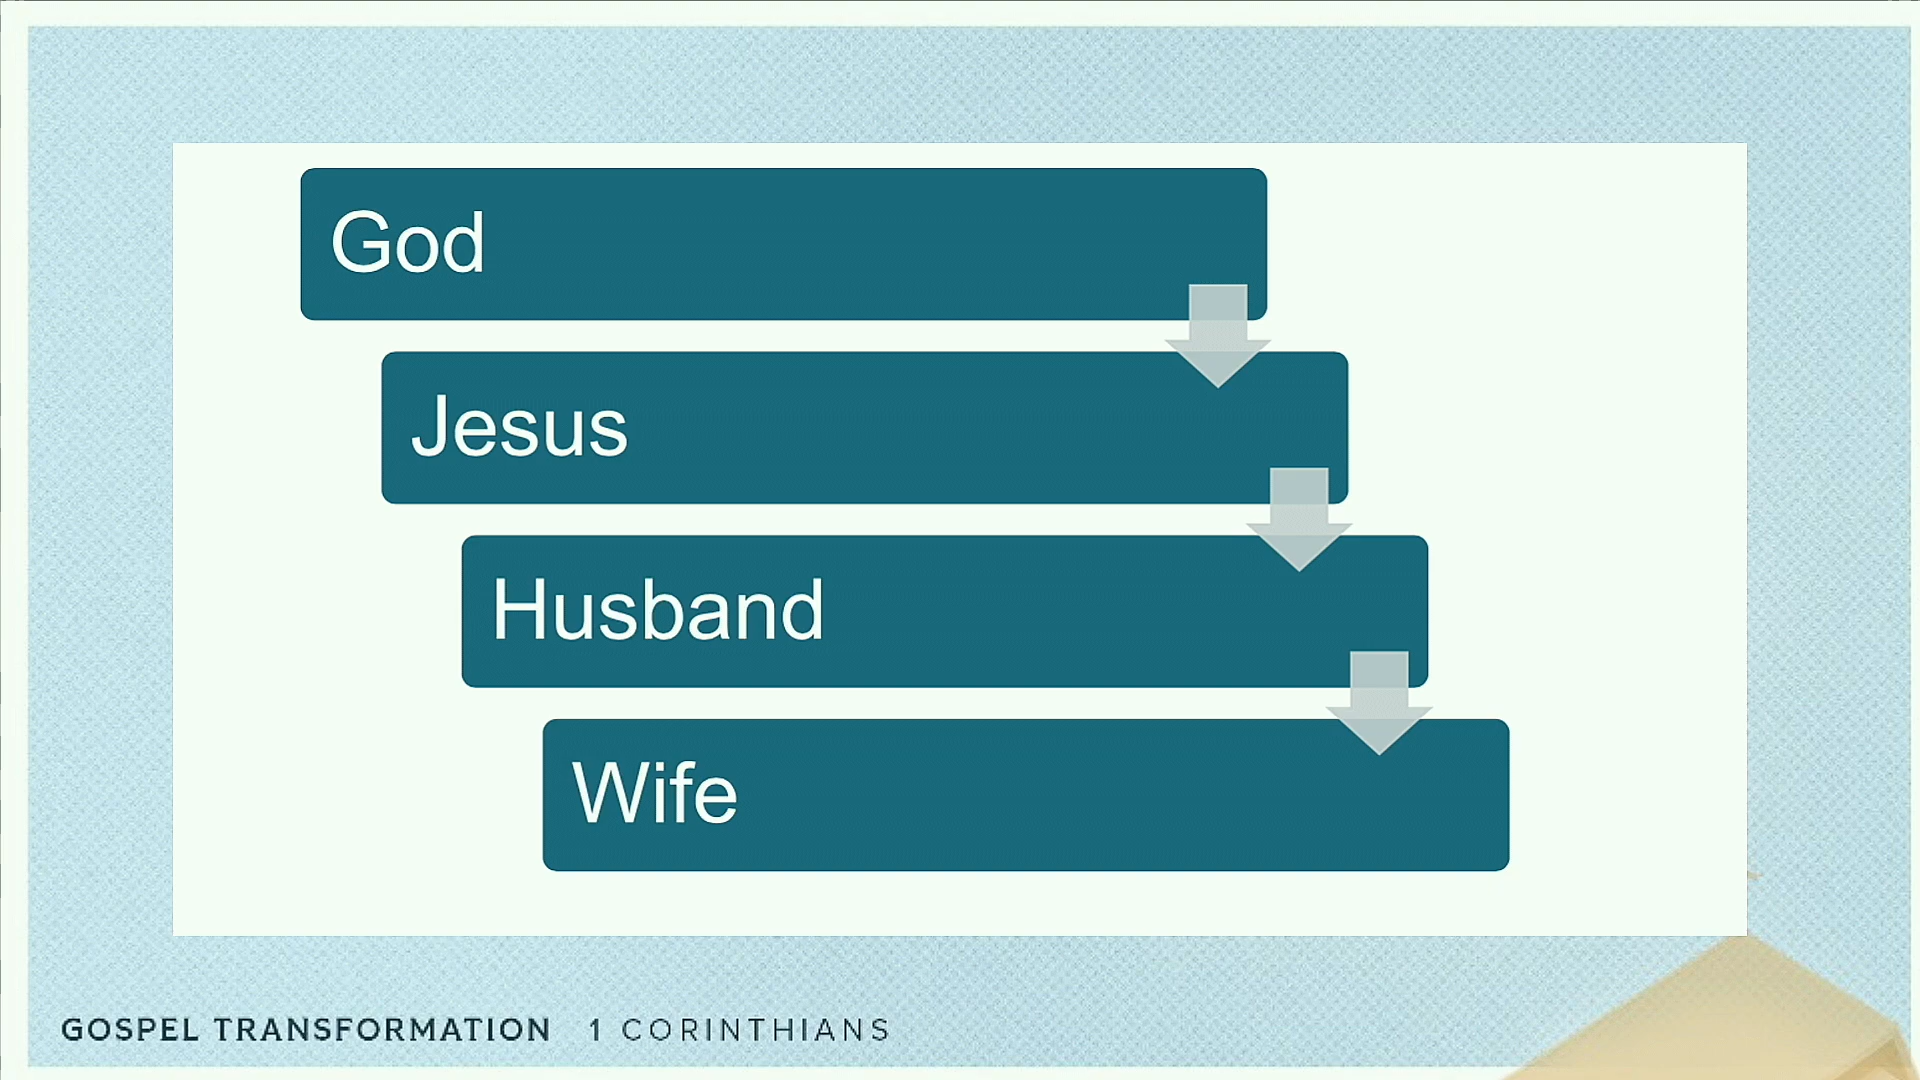 God
Jesus
Husband
Wife
GOSPEL TRANSFORMATION 1 CORINTHIANS